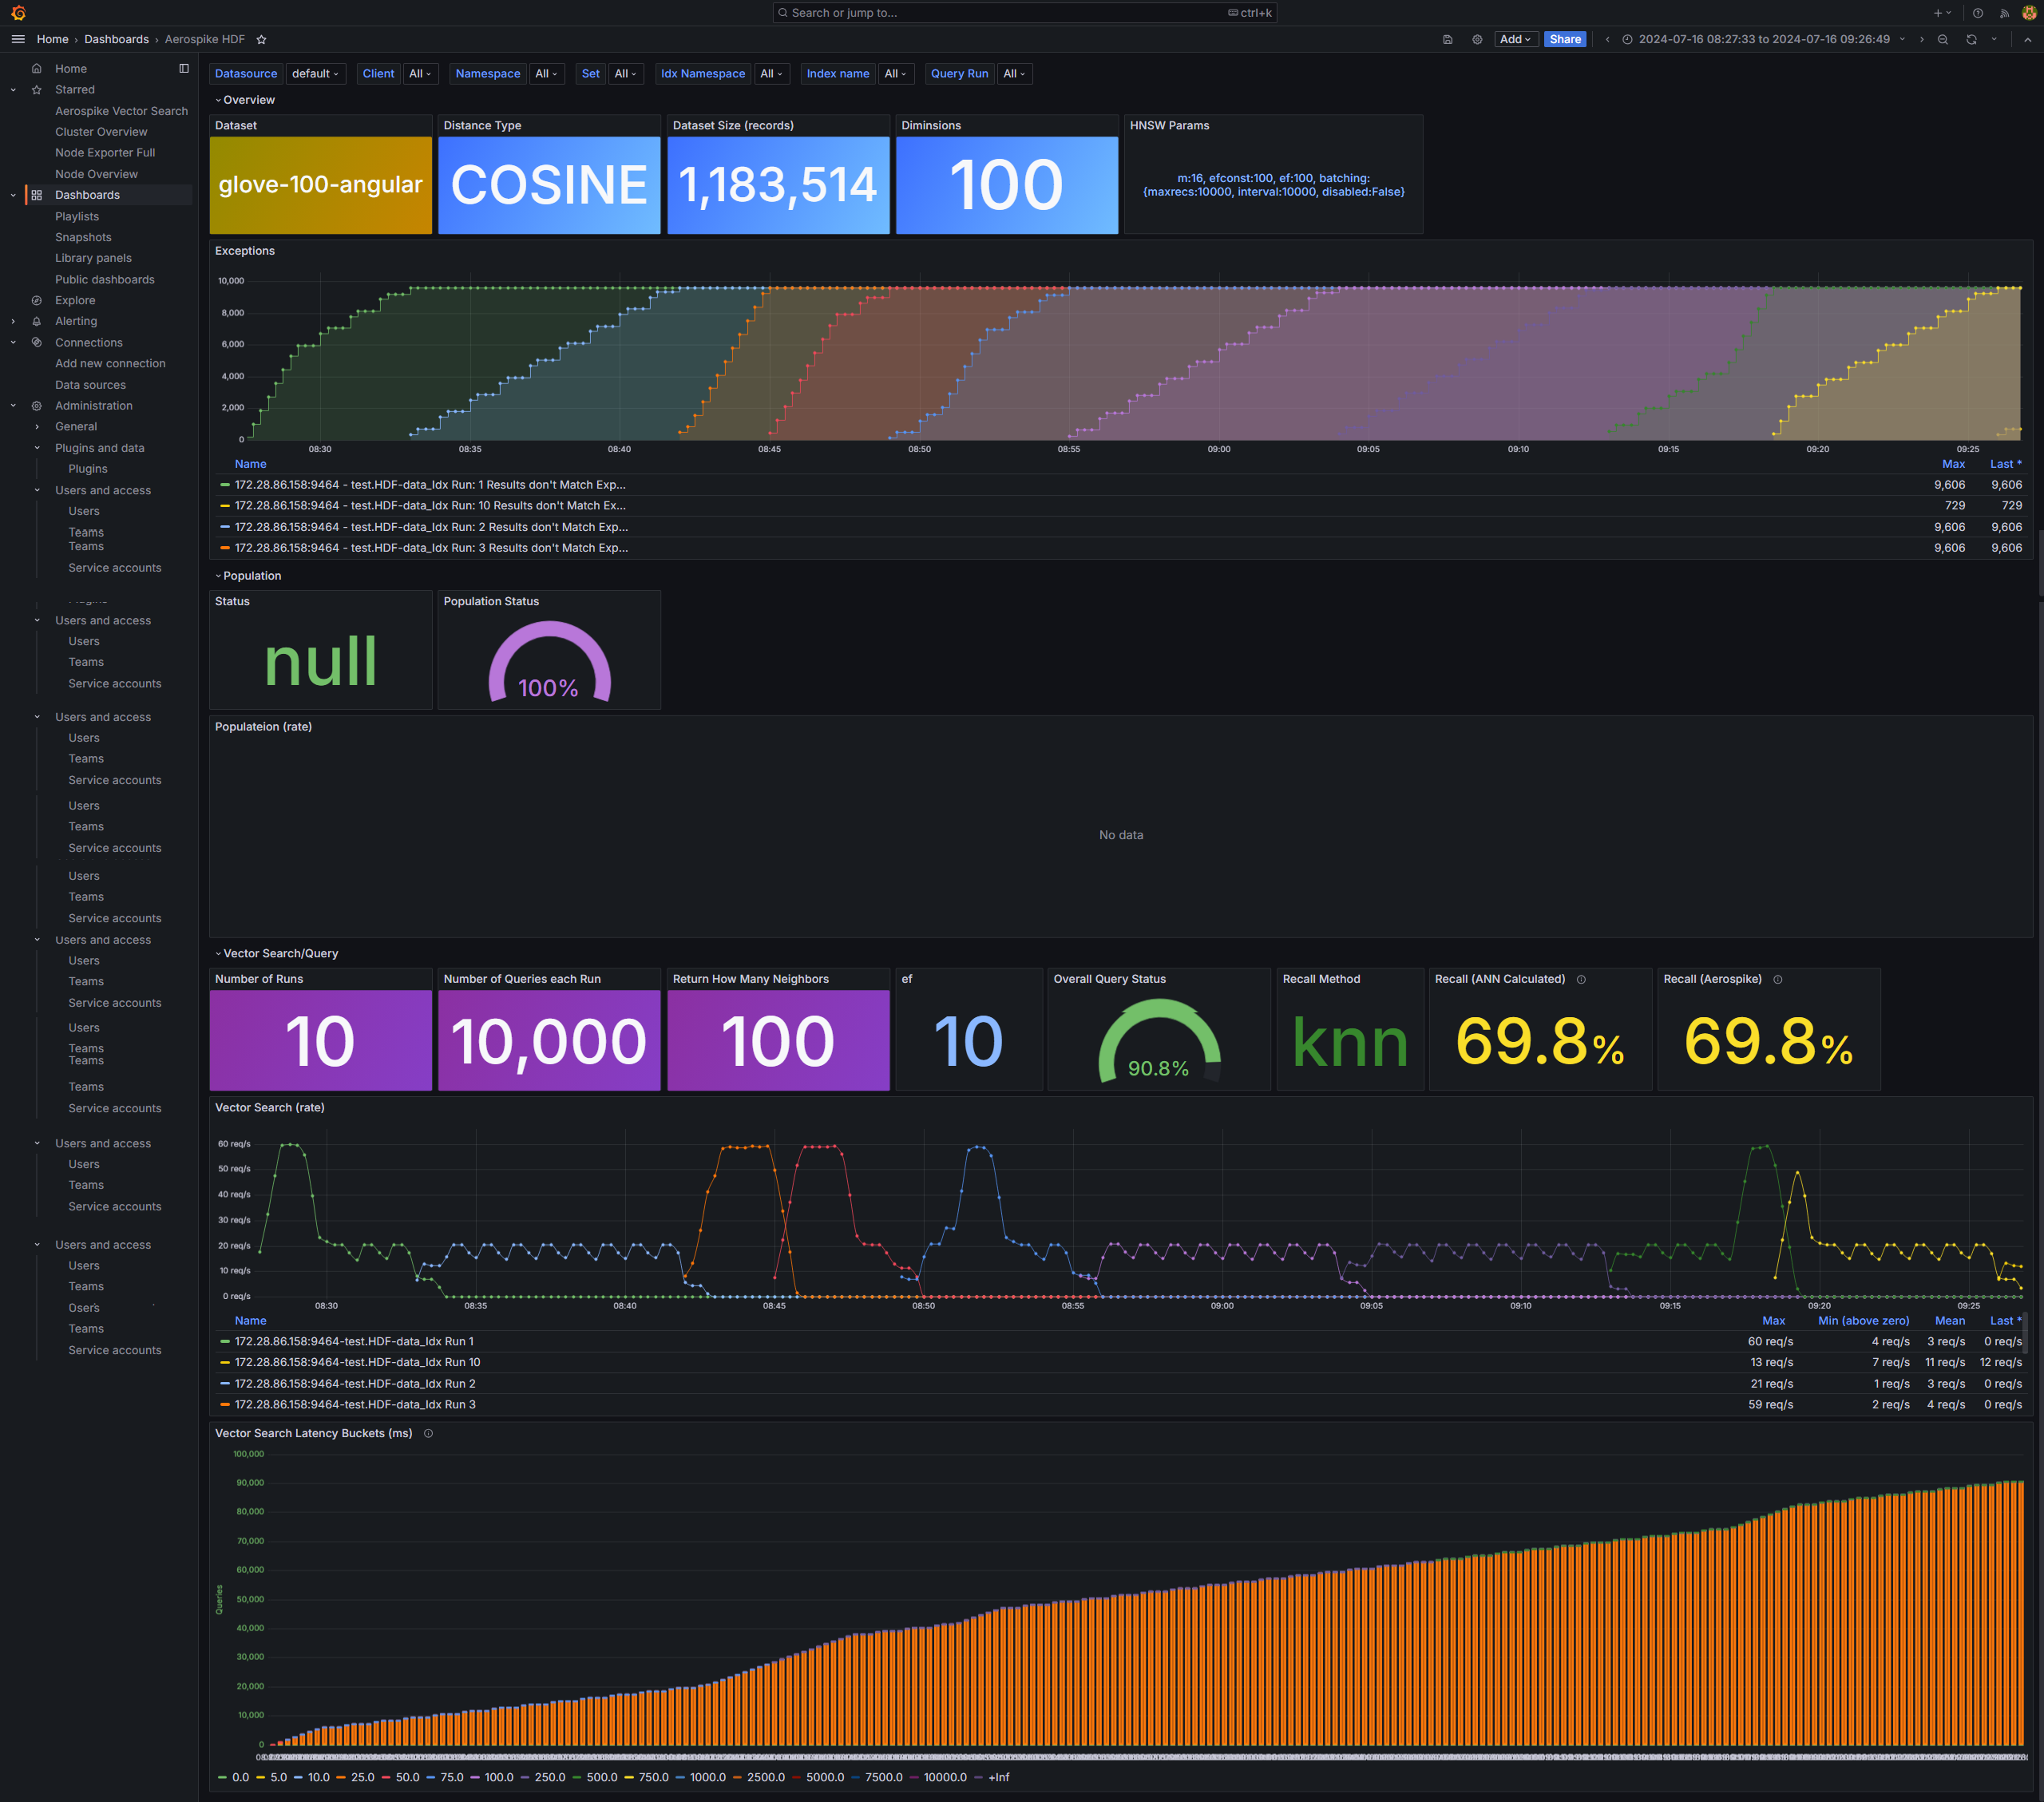 Search or jump to... ctrl+k
Home › Dashboards › Aerospike HDF
Add
Share
2024-07-16 08:27:33 to 2024-07-16 09:26:49
Home
Starred
Aerospike Vector Search
Cluster Overview
Node Exporter Full
Node Overview
Dashboards
Playlists
Snapshots
Library panels
Public dashboards
Explore
Alerting
Connections
Add new connection
Data sources
Administration
General
Plugins and data
Plugins
Users and access
Users
Teams
Teams
Service accounts
Users and access
Users
Teams
Service accounts
Users and access
Users
Teams
Service accounts
Users
Teams
Service accounts
Users
Teams
Service accounts
Users and access
Users
Teams
Service accounts
Users
Teams
Teams
Teams
Service accounts
Users and access
Users
Teams
Service accounts
Users and access
Users
Teams
Users
Teams
Service accounts
Datasource default Client All Namespace All Set All Idx Namespace All Index name All Query Run All
Overview
Dataset
glove-100-angular
Distance Type
COSINE
Dataset Size (records)
1,183,514
Diminsions
100
HNSW Params
m:16, efconst:100, ef:100, batching:
{maxrecs:10000, interval:10000, disabled:False}
Exceptions
10,000
8,000
6,000
4,000
2,000
0
08:30 08:35 08:40 08:45 08:50 08:55 09:00 09:05 09:10 09:15 09:20 09:25
Name Max Last *
172.28.86.158:9464 - test.HDF-data_Idx Run: 1 Results don't Match Exp... 9,606 9,606
172.28.86.158:9464 - test.HDF-data_Idx Run: 10 Results don't Match Ex... 729 729
172.28.86.158:9464 - test.HDF-data_Idx Run: 2 Results don't Match Exp... 9,606 9,606
172.28.86.158:9464 - test.HDF-data_Idx Run: 3 Results don't Match Exp... 9,606 9,606
Population
Status
null
Population Status
100%
Populateion (rate)
No data
Vector Search/Query
Number of Runs
10
Number of Queries each Run
10,000
Return How Many Neighbors
100
ef
10
Overall Query Status
90.8%
Recall Method
knn
Recall (ANN Calculated)
69.8%
Recall (Aerospike)
69.8%
Vector Search (rate)
60 req/s
50 req/s
40 req/s
30 req/s
20 req/s
10 req/s
0 req/s
08:30 08:35 08:40 08:45 08:50 08:55 09:00 09:05 09:10 09:15 09:20 09:25
Name Max Min (above zero) Mean Last *
172.28.86.158:9464-test.HDF-data_Idx Run 1 60 req/s 4 req/s 3 req/s 0 req/s
172.28.86.158:9464-test.HDF-data_Idx Run 10 13 req/s 7 req/s 11 req/s 12 req/s
172.28.86.158:9464-test.HDF-data_Idx Run 2 21 req/s 1 req/s 3 req/s 0 req/s
172.28.86.158:9464-test.HDF-data_Idx Run 3 59 req/s 2 req/s 4 req/s 0 req/s
Vector Search Latency Buckets (ms)
Queries
100,000
90,000
80,000
70,000
60,000
50,000
40,000
30,000
20,000
10,000
0
0.0 5.0 10.0 25.0 50.0 75.0 100.0 250.0 500.0 750.0 1000.0 2500.0 5000.0 7500.0 10000.0 +Inf